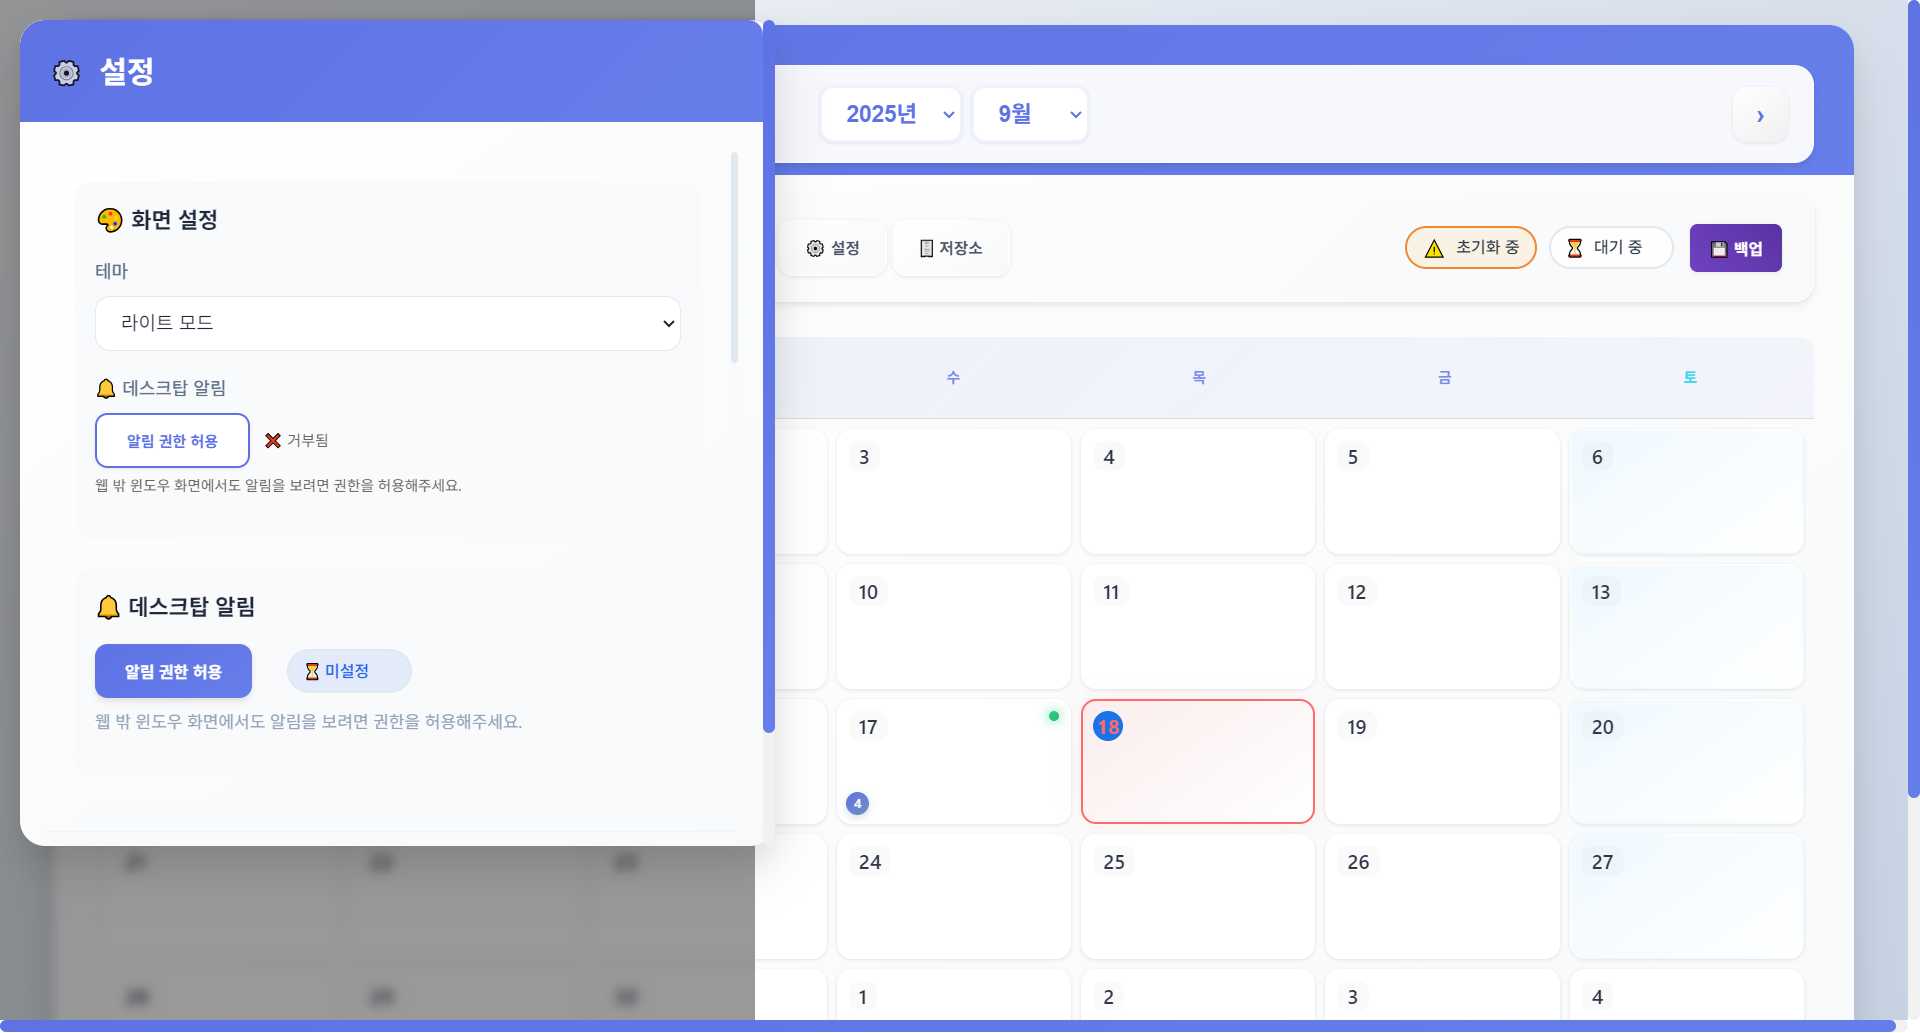 설정
화면 설정
테마
라이트 모드
데스크탑 알림
알림 권한 허용 ❌ 거부됨
웹 밖 윈도우 화면에서도 알림을 보려면 권한을 허용해주세요.
데스크탑 알림
알림 권한 허용 미설정
웹 밖 윈도우 화면에서도 알림을 보려면 권한을 허용해주세요.
2025년 9월 ›
설정 저장소 초기화 중 대기 중 백업
수 목 금 토
3 4 5 6
10 11 12 13
17 18 19 20
4
21 22 23 24 25 26 27
28 29 30 1 2 3 4